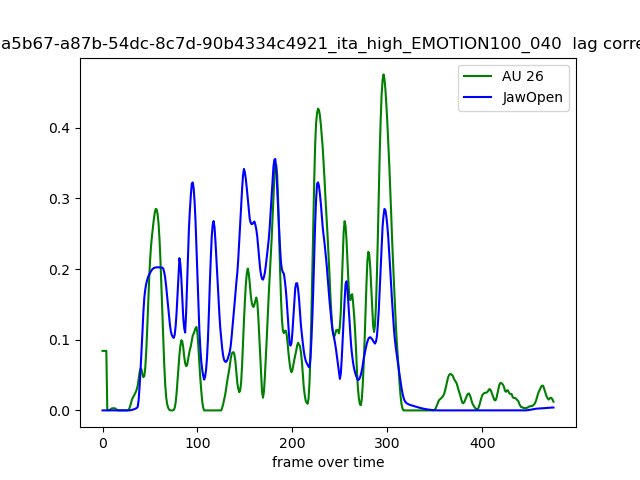 a5b67-a87b-54dc-8c7d-90b4334c4921_ita_high_EMOTION100_040 lag corre
AU 26
JawOpen
0.4
0.3
0.2
0.1
0.0
0 100 200 300 400
frame over time